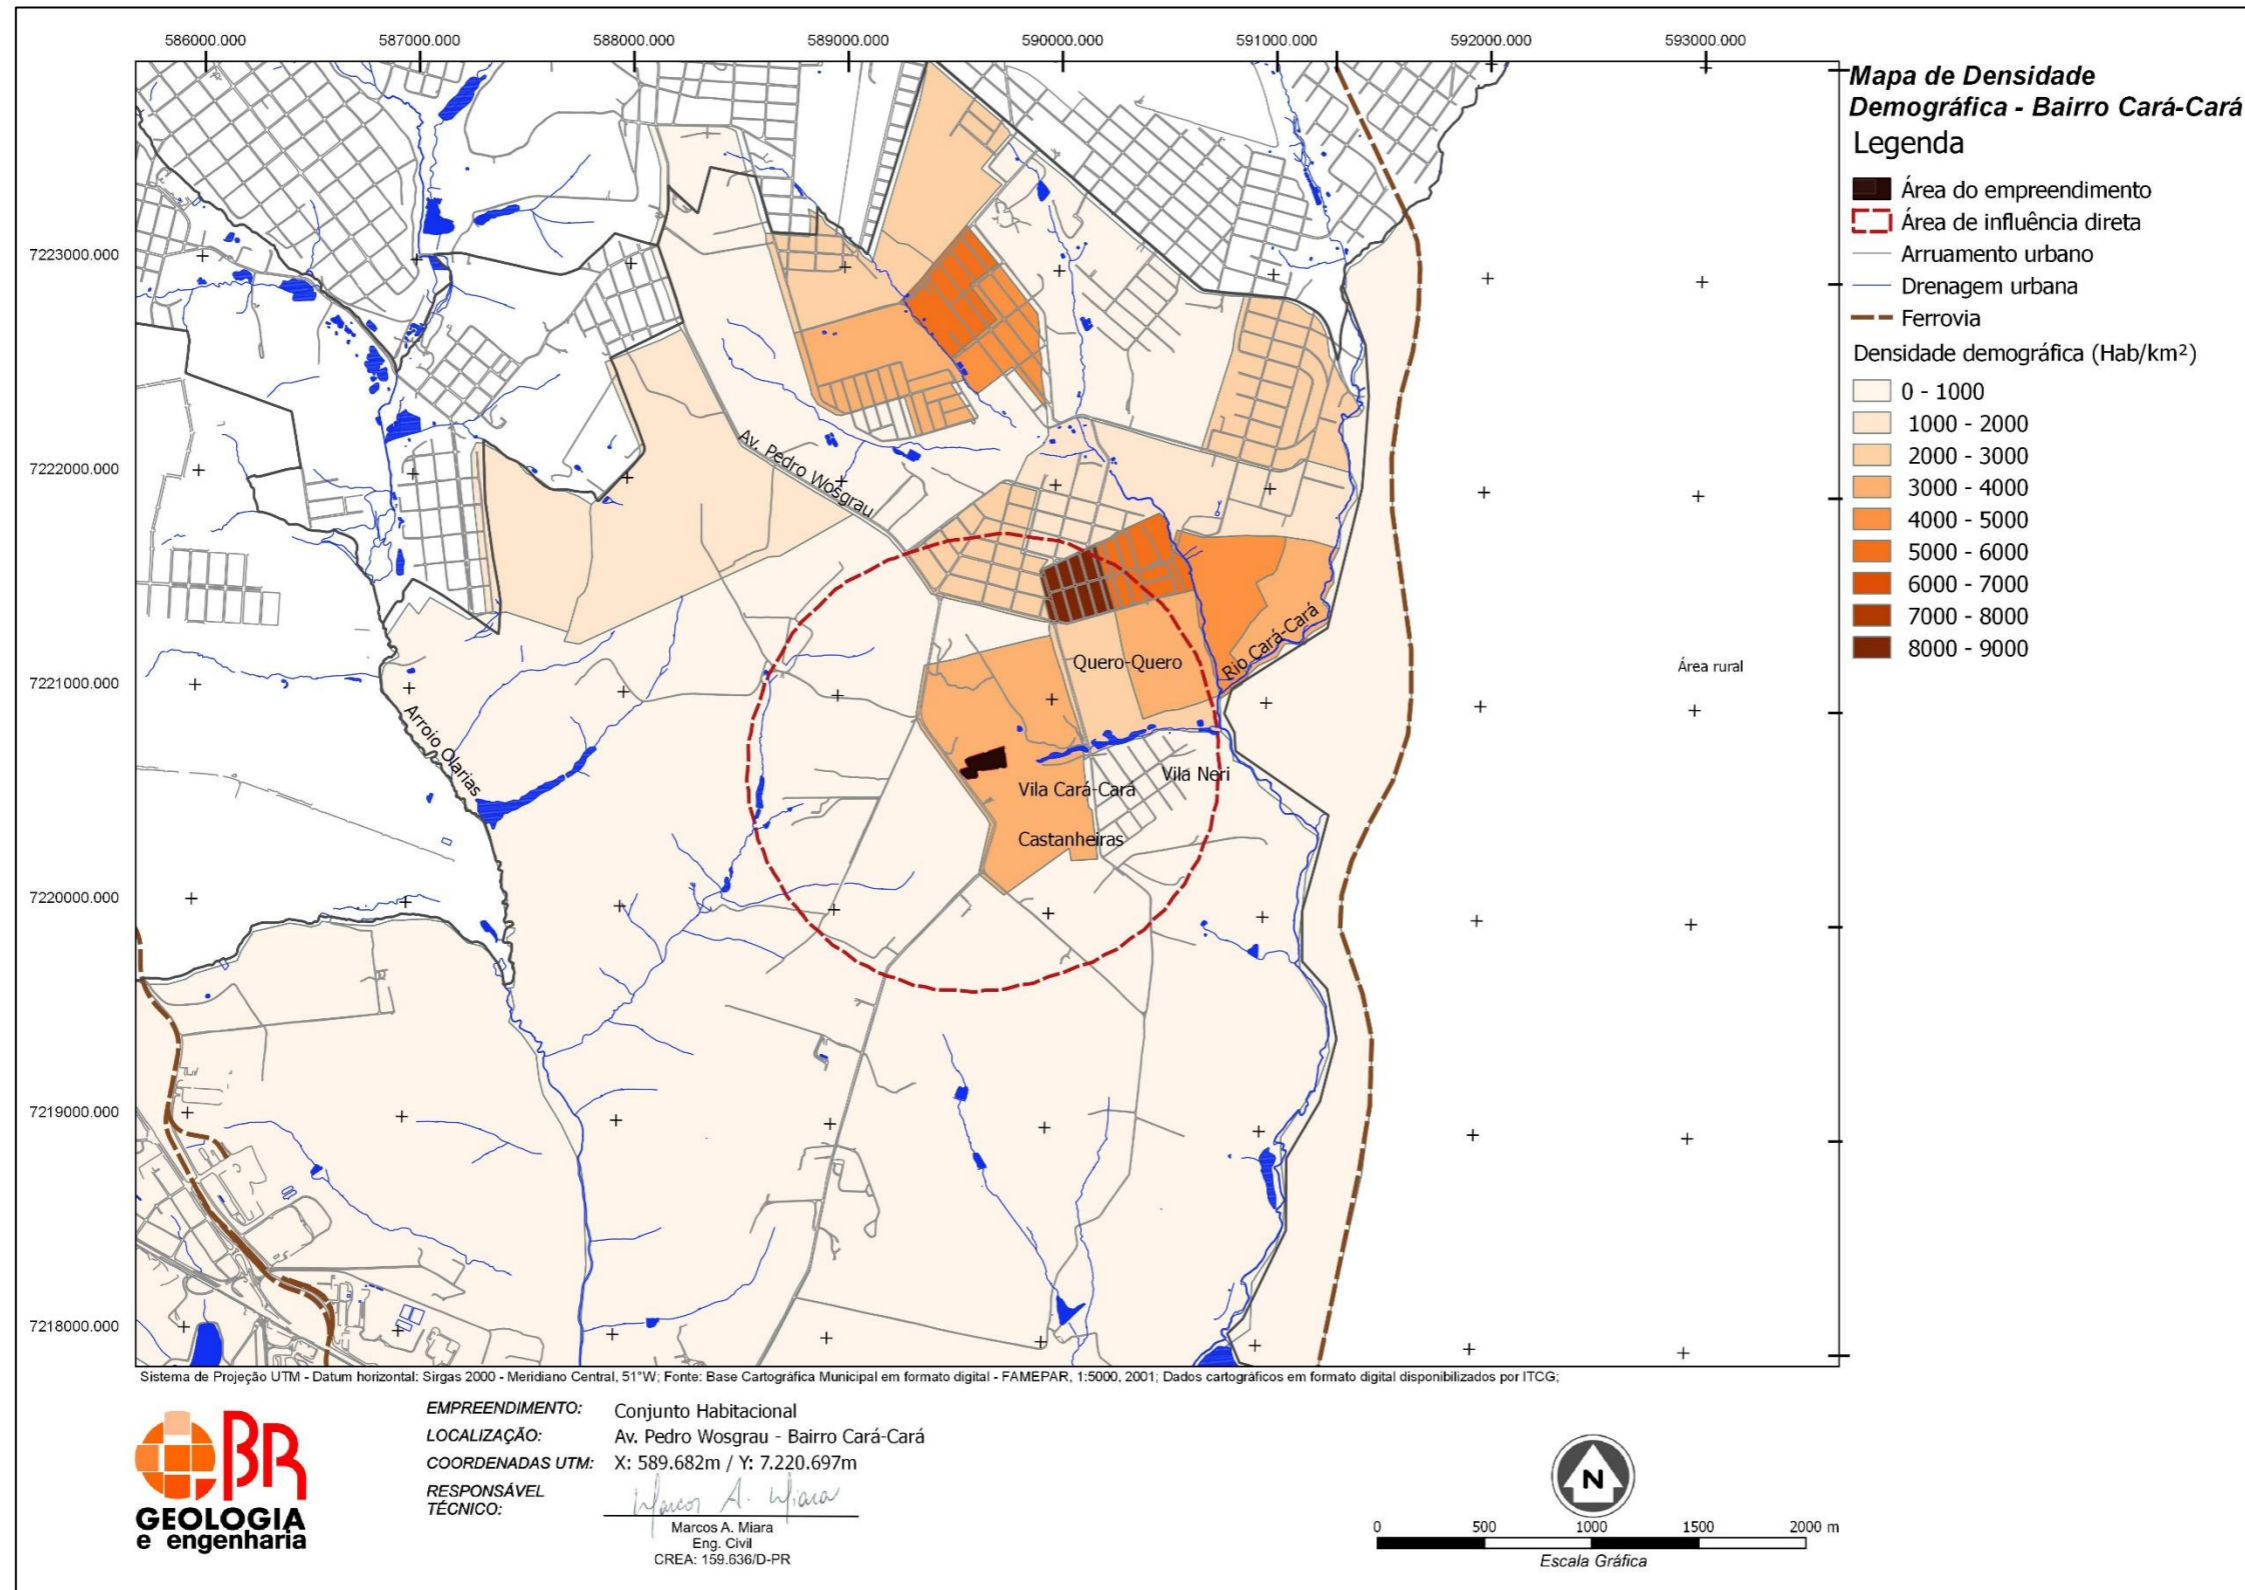 586000.000 587000.000 588000.000 589000.000 590000.000 591000.000 592000.000 593000.000
7223000.000
7222000.000
7221000.000
7220000.000
7219000.000
7218000.000
Av. Pedro Wosgrau
Quero-Quero
Rio Cará-Cará
Área rural
Arroio Olarias
Vila Neri
Vila Cará-Cará
Castanheiras
Mapa de Densidade
Demográfica - Bairro Cará-Cará
Legenda
Área do empreendimento
Área de influência direta
Arruamento urbano
Drenagem urbana
Ferrovia
Densidade demográfica (Hab/km²)
0 - 1000
1000 - 2000
2000 - 3000
3000 - 4000
4000 - 5000
5000 - 6000
6000 - 7000
7000 - 8000
8000 - 9000
Sistema de Projeção UTM - Datum horizontal: Sirgas 2000 - Meridiano Central, 51°W; Fonte: Base Cartográfica Municipal em formato digital - FAMEPAR, 1:5000, 2001; Dados cartográficos em formato digital disponibilizados por ITCG;
BR
GEOLOGIA
e engenharia
EMPREENDIMENTO: Conjunto Habitacional
LOCALIZAÇÃO: Av. Pedro Wosgrau - Bairro Cará-Cará
COORDENADAS UTM: X: 589.682m / Y: 7.220.697m
RESPONSÁVEL
TÉCNICO:
Marcos A. Miara
Marcos A. Miara
Eng. Civil
CREA: 159.636/D-PR
N
0 500 1000 1500 2000 m
Escala Gráfica